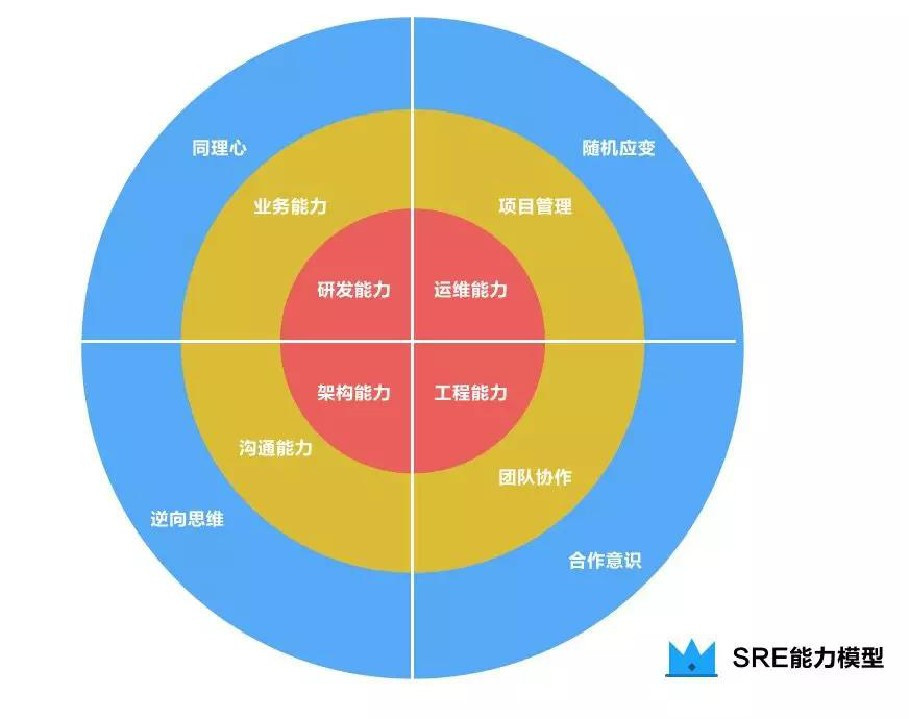 同理心
随机应变
业务能力
项目管理
研发能力
运维能力
架构能力
工程能力
沟通能力
团队协作
逆向思维
合作意识
SRE能力模型